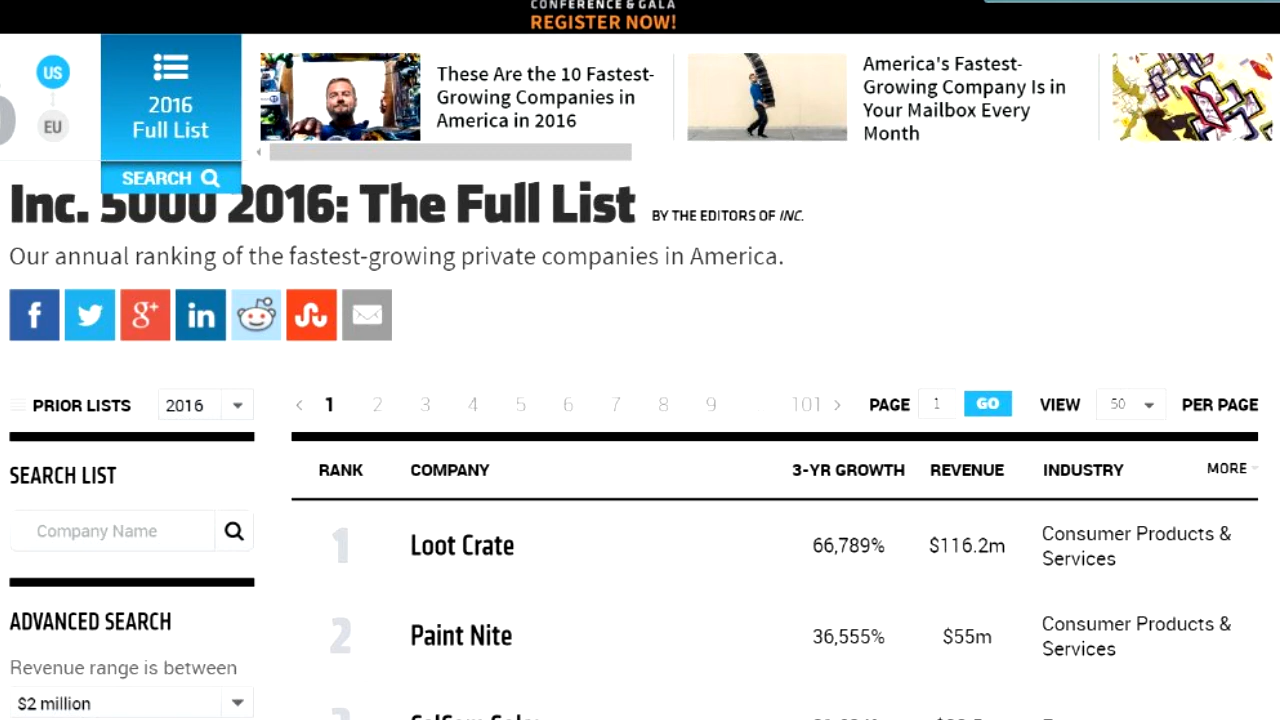 CONFERENCE & GALA
REGISTER NOW!
US
EU
2016
Full List
SEARCH
These Are the 10 Fastest-
Growing Companies in
America in 2016
America's Fastest-
Growing Company Is in
Your Mailbox Every
Month
Inc. 5000 2016: The Full List BY THE EDITORS OF INC.
Our annual ranking of the fastest-growing private companies in America.
PRIOR LISTS 2016
1 2 3 4 5 6 7 8 9 101 PAGE 1 GO VIEW 50 PER PAGE
SEARCH LIST
Company Name
ADVANCED SEARCH
Revenue range is between
$2 million
RANK COMPANY 3-YR GROWTH REVENUE INDUSTRY MORE
1 Loot Crate 66,789% $116.2m Consumer Products &
Services
2 Paint Nite 36,555% $55m Consumer Products &
Services